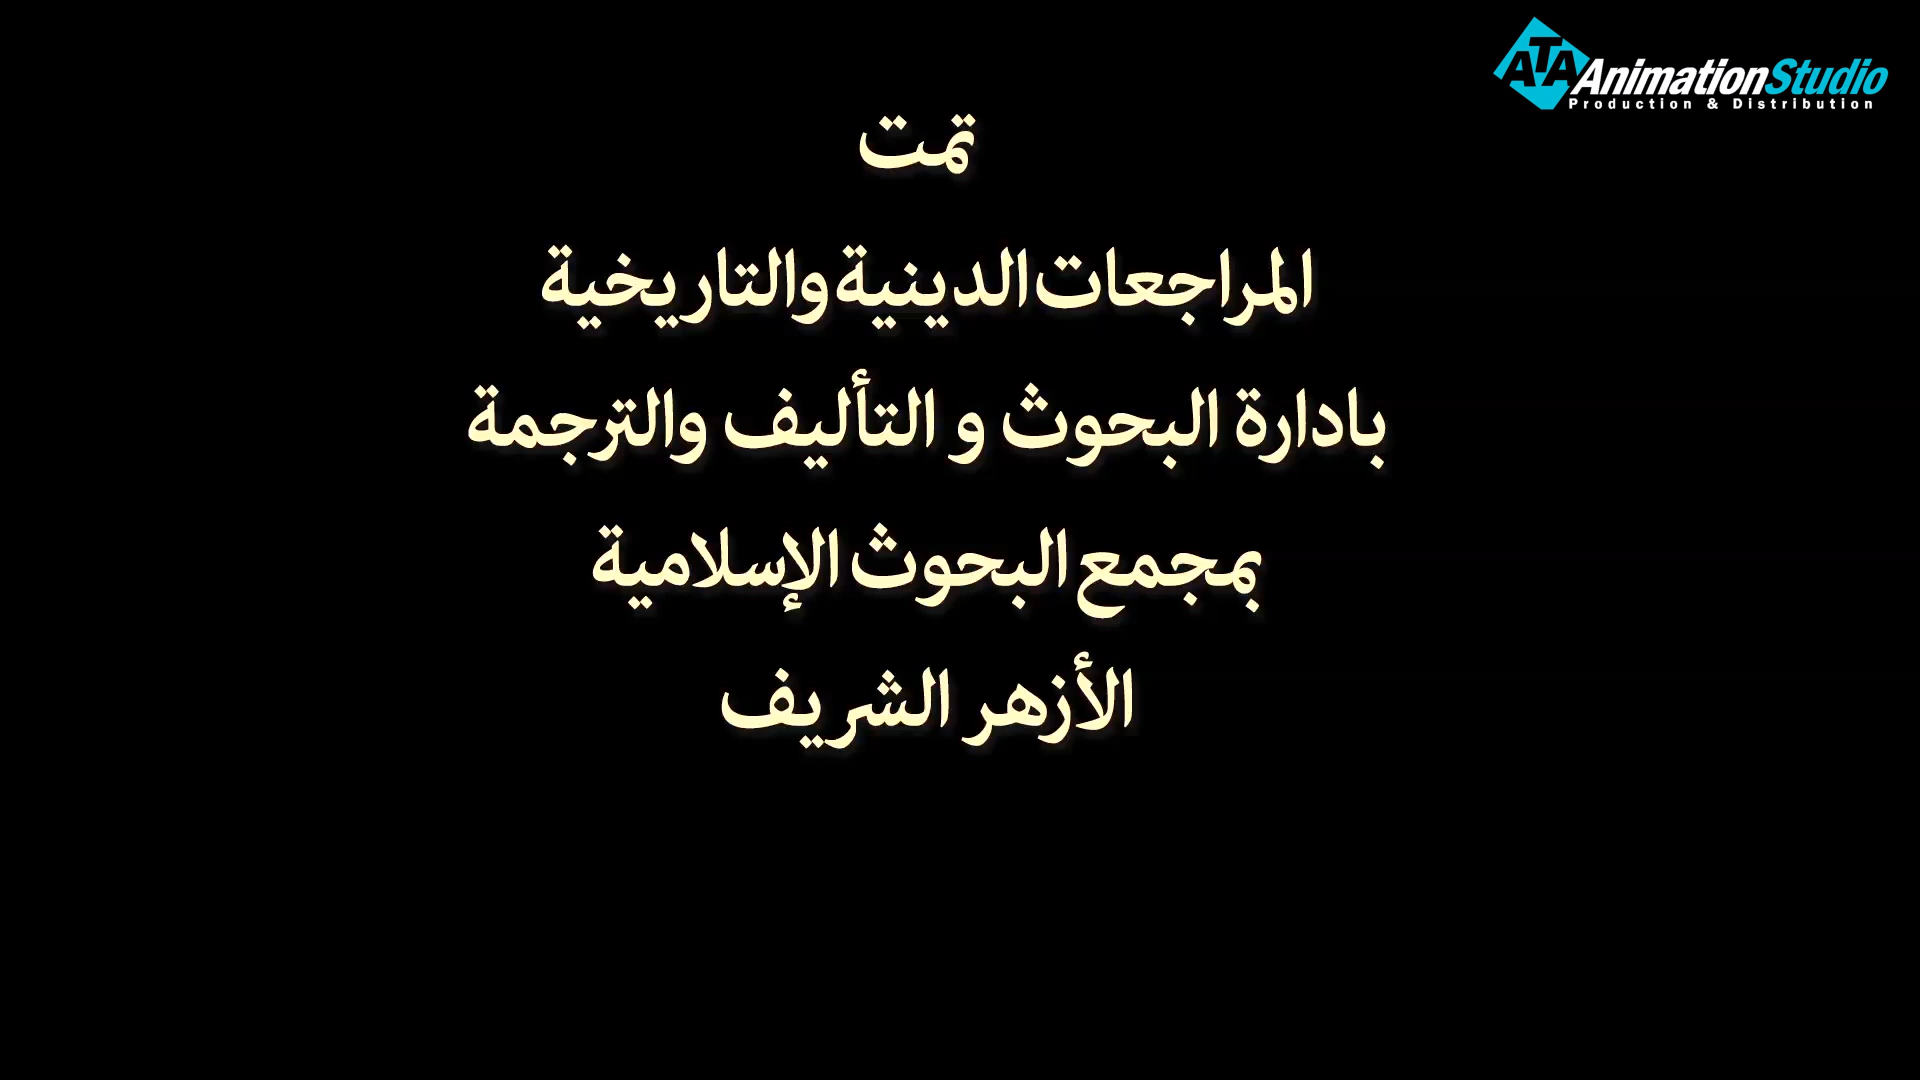 ATA AnimationStudio
Production & Distribution
تمت
المراجعات الدينية والتاريخية
بادارة البحوث و التأليف والترجمة
بمجمع البحوث الإسلامية
الأزهر الشريف